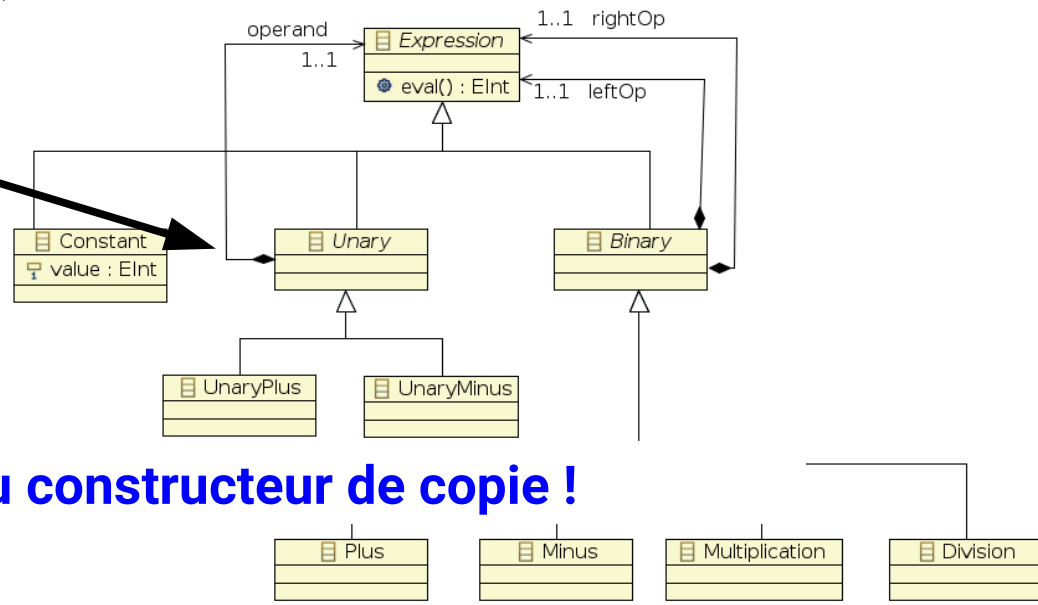 operand
1..1
Expression
eval() : EInt
1..1 rightOp
1..1 leftOp
Constant
value : EInt
Unary
Binary
UnaryPlus
UnaryMinus
u constructeur de copie !
Plus
Minus
Multiplication
Division